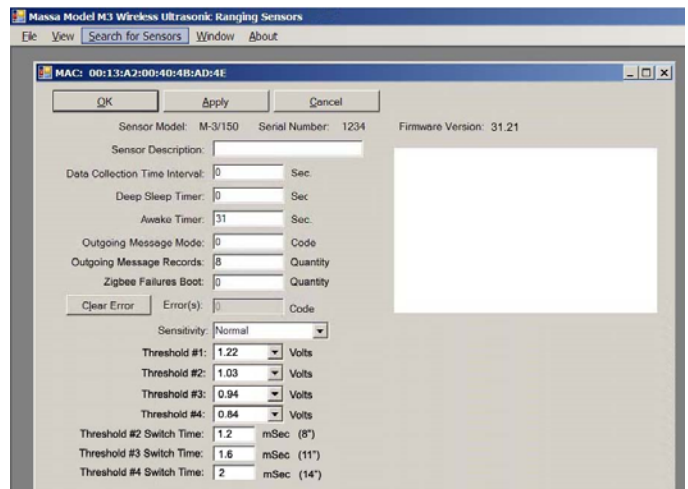 Massa Model M3 Wireless Ultrasonic Ranging Sensors
File View Search for Sensors Window About
MAC: 00:13:A2:00:40:4B:AD:4E
OK Apply Cancel
Sensor Model: M-3/150 Serial Number: 1234 Firmware Version: 31.21
Sensor Description:
Data Collection Time Interval: 0 Sec.
Deep Sleep Timer: 0 Sec
Awake Timer: 31 Sec.
Outgoing Message Mode: 0 Code
Outgoing Message Records: 8 Quantity
Zigbee Failures Boot: 0 Quantity
Clear Error Error(s): 0 Code
Sensitivity: Normal
Threshold #1: 1.22 Volts
Threshold #2: 1.03 Volts
Threshold #3: 0.94 Volts
Threshold #4: 0.84 Volts
Threshold #2 Switch Time: 1.2 mSec (8")
Threshold #3 Switch Time: 1.6 mSec (11")
Threshold #4 Switch Time: 2 mSec (14")